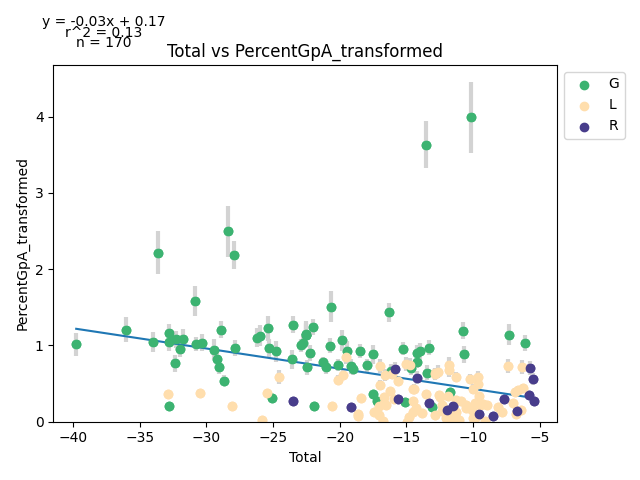 y = -0.03x + 0.17
r^2 = 0.13
n = 170
Total vs PercentGpA_transformed
G
L
R
PercentGpA_transformed
4
3
2
1
0
−40
−35
−30
−25
−20
−15
−10
−5
Total